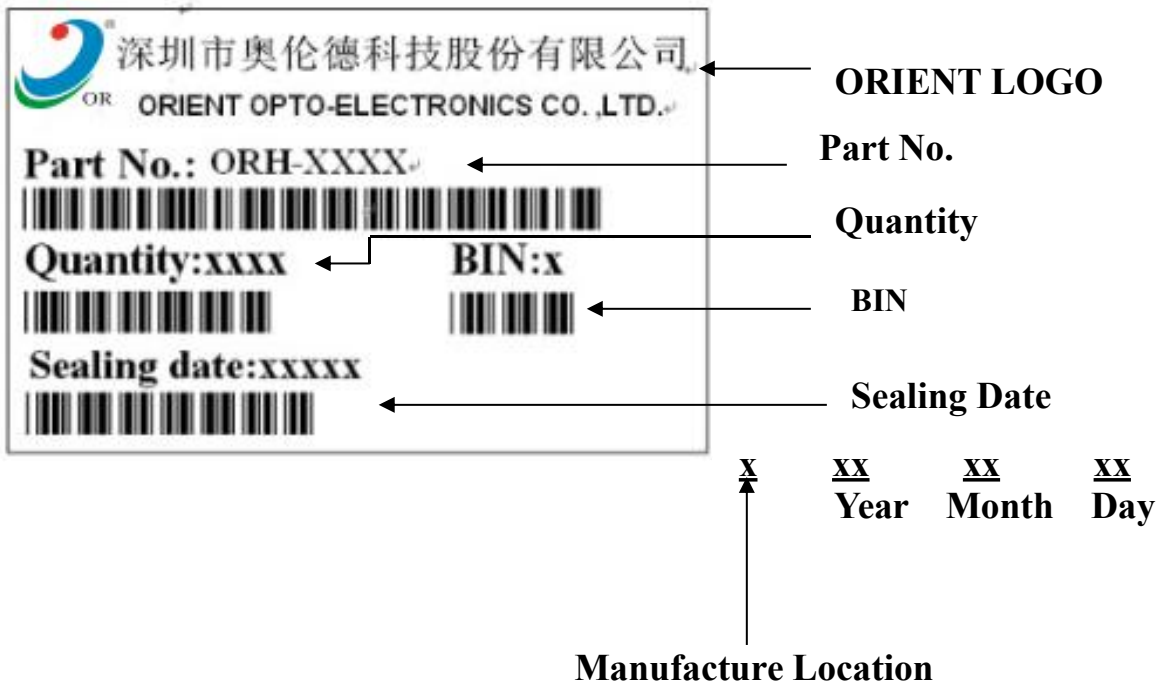 深圳市奥伦德科技股份有限公司
ORIENT LOGO
OR ORIENT OPTO-ELECTRONICS CO.,LTD.
Part No.: ORH-XXXX
Part No.
Quantity
Quantity:xxxx BIN:x
BIN
Sealing date:xxxxx
Sealing Date
x xx xx xx
Year Month Day
Manufacture Location